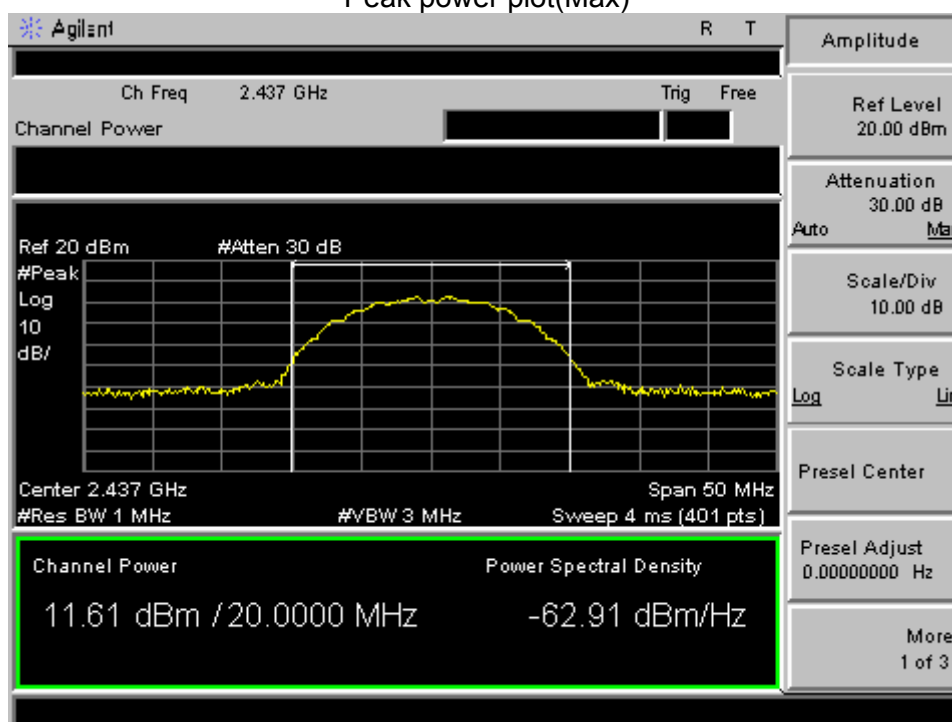 Peak power plot(Max)
Agilent R T
Ch Freq 2.437 GHz Trig Free
Channel Power
Ref 20 dBm #Atten 30 dB
#Peak
Log
10
dB/
Center 2.437 GHz Span 50 MHz
#Res BW 1 MHz #VBW 3 MHz Sweep 4 ms (401 pts)
Channel Power Power Spectral Density
11.61 dBm / 20.0000 MHz -62.91 dBm/Hz
Amplitude
Ref Level
20.00 dBm
Attenuation
30.00 dB
Auto Ma
Scale/Div
10.00 dB
Scale Type
Log Li
Presel Center
Presel Adjust
0.00000000 Hz
More
1 of 3